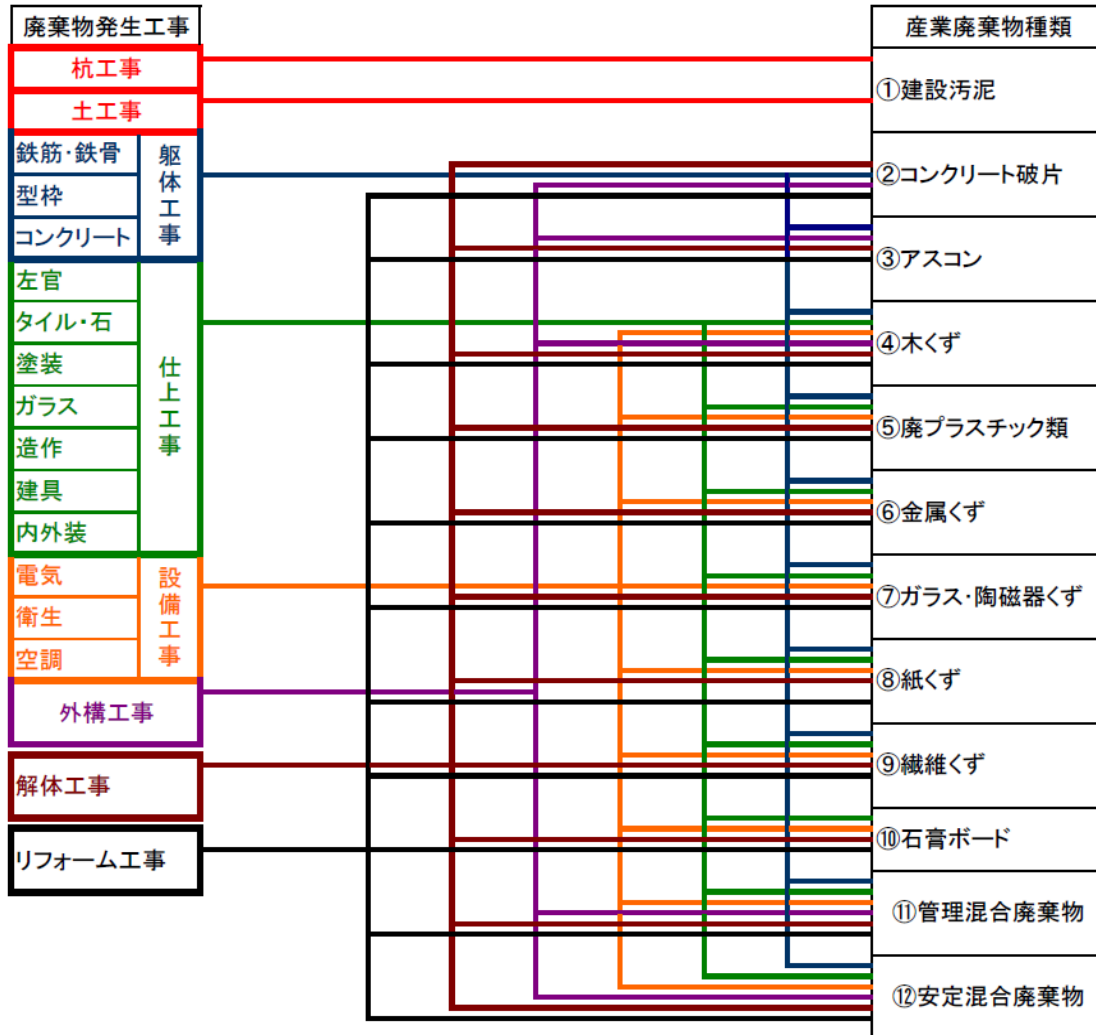 廃棄物発生工事
杭工事
土工事
鉄筋・鉄骨
型枠
コンクリート
躯体工事
左官
タイル・石
塗装
ガラス
造作
建具
内外装
仕上工事
電気
衛生
空調
設備工事
外構工事
解体工事
リフォーム工事
産業廃棄物種類
①建設汚泥
②コンクリート破片
③アスコン
④木くず
⑤廃プラスチック類
⑥金属くず
⑦ガラス・陶磁器くず
⑧紙くず
⑨繊維くず
⑩石膏ボード
⑪管理混合廃棄物
⑫安定混合廃棄物